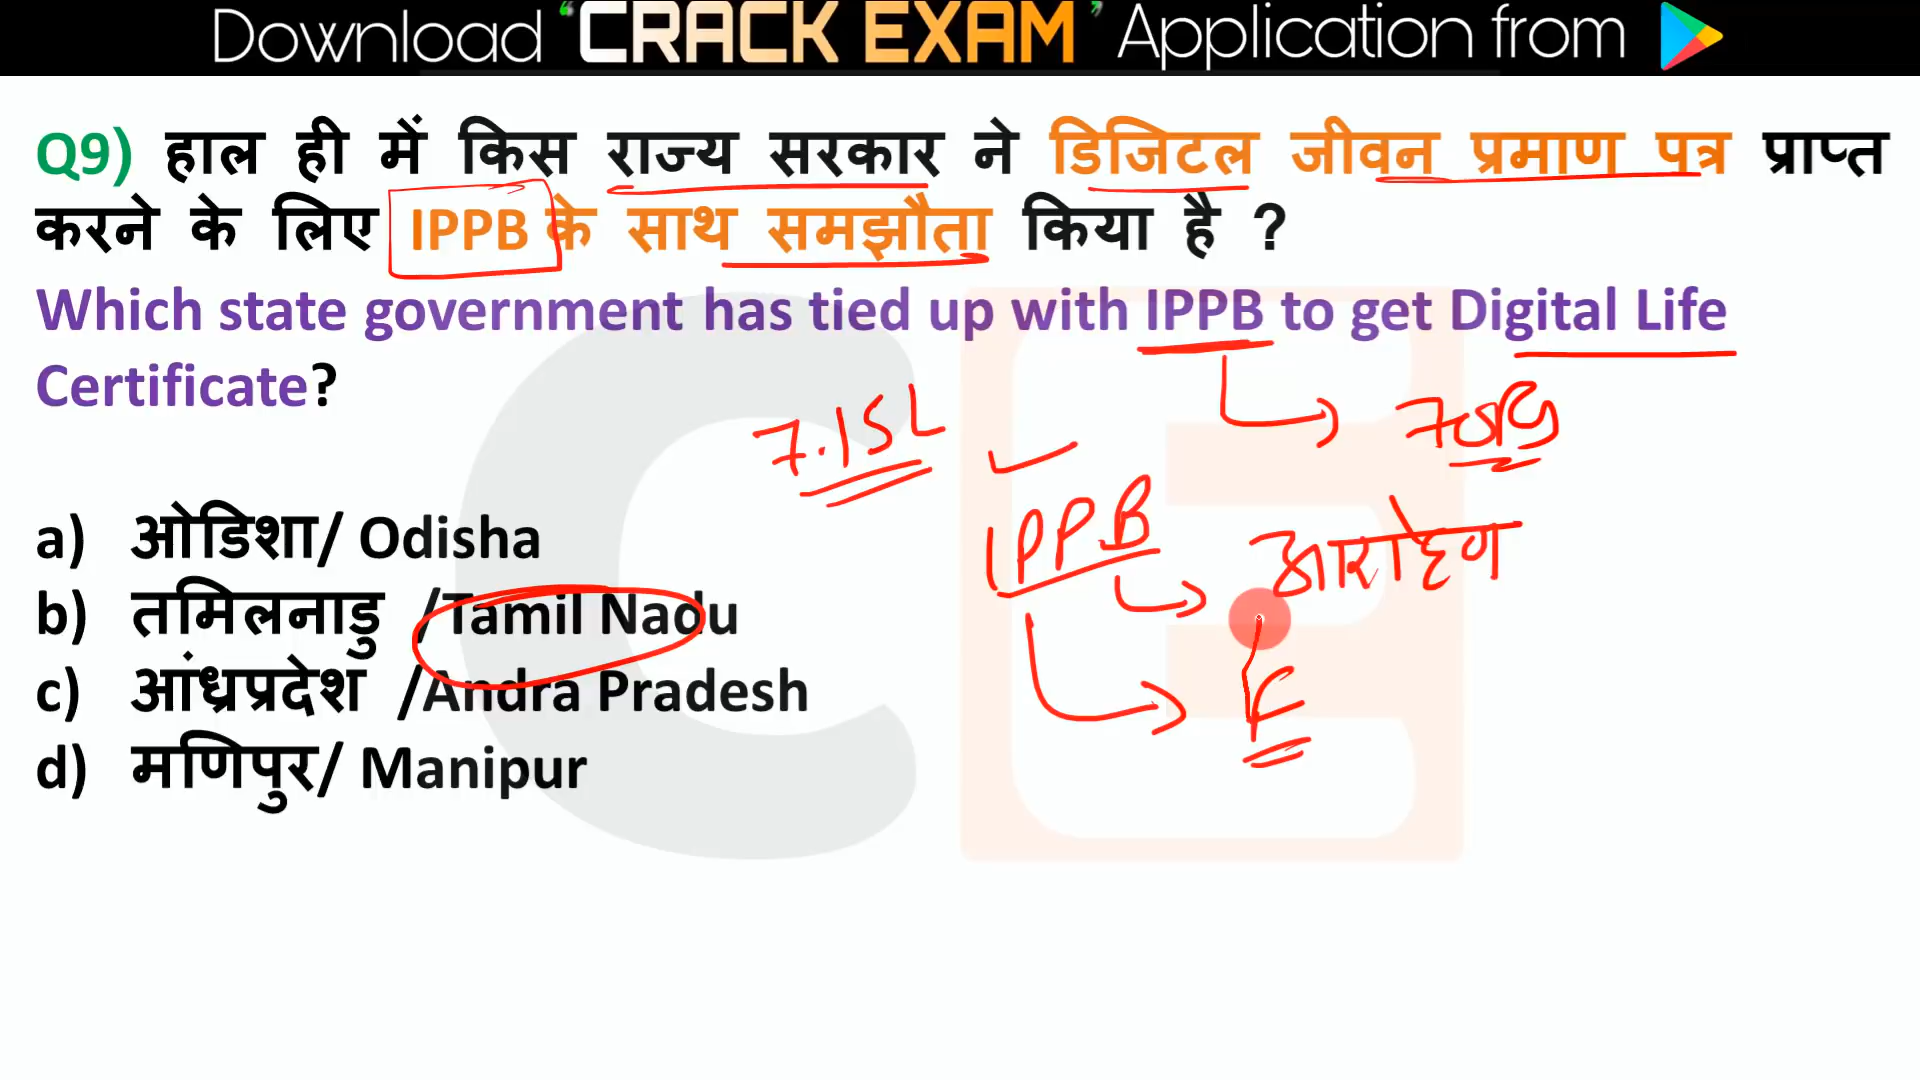 Download “CRACK EXAM” Application from
Q9) हाल ही में किस राज्य सरकार ने डिजिटल जीवन प्रमाण पत्र प्राप्त
करने के लिए IPPB के साथ समझौता किया है ?
Which state government has tied up with IPPB to get Digital Life
Certificate?
7.15L
IPPB
आरोहण
a) ओडिशा/ Odisha
b) तमिलनाडु /Tamil Nadu
c) आंध्रप्रदेश /Andra Pradesh
d) मणिपुर/ Manipur